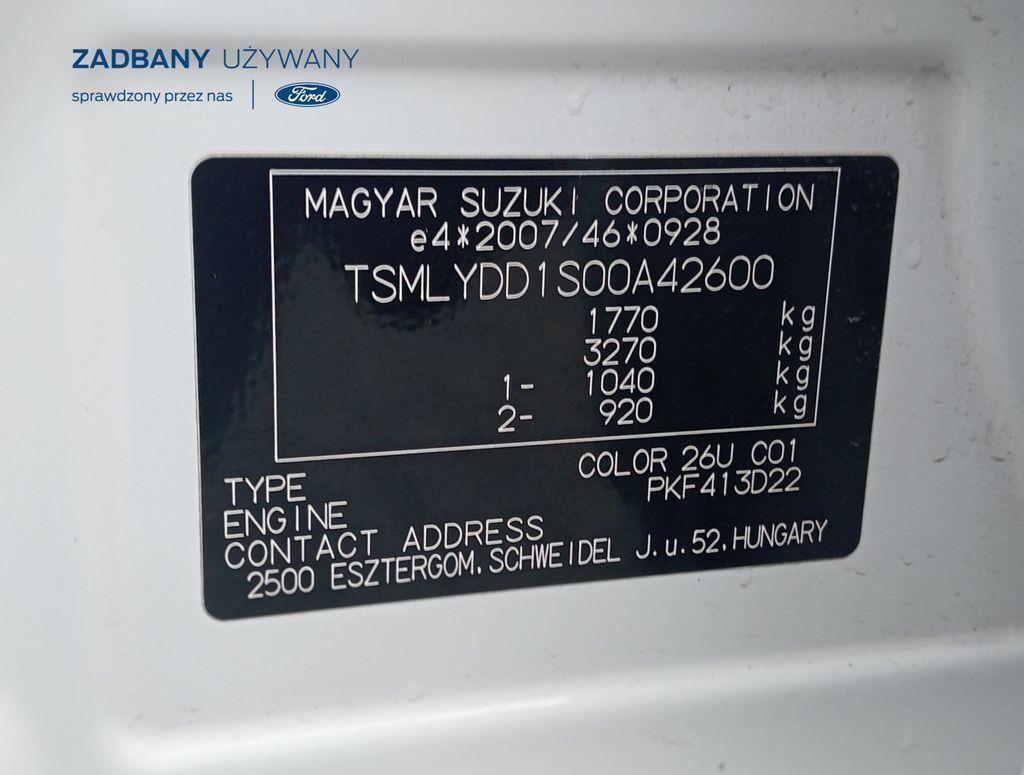 ZADBANY UŻYWANY
sprawdzony przez nas
Ford
MAGYAR SUZUKI CORPORATION
e4*2007/46*0928
TSMLYDD1S00A42600
1770 kg
3270 kg
1- 1040 kg
2- 920 kg
COLOR 26U C01
TYPE PKF413D22
ENGINE
CONTACT ADDRESS
2500 ESZTERGOM, SCHWEIDEL J.u.52, HUNGARY